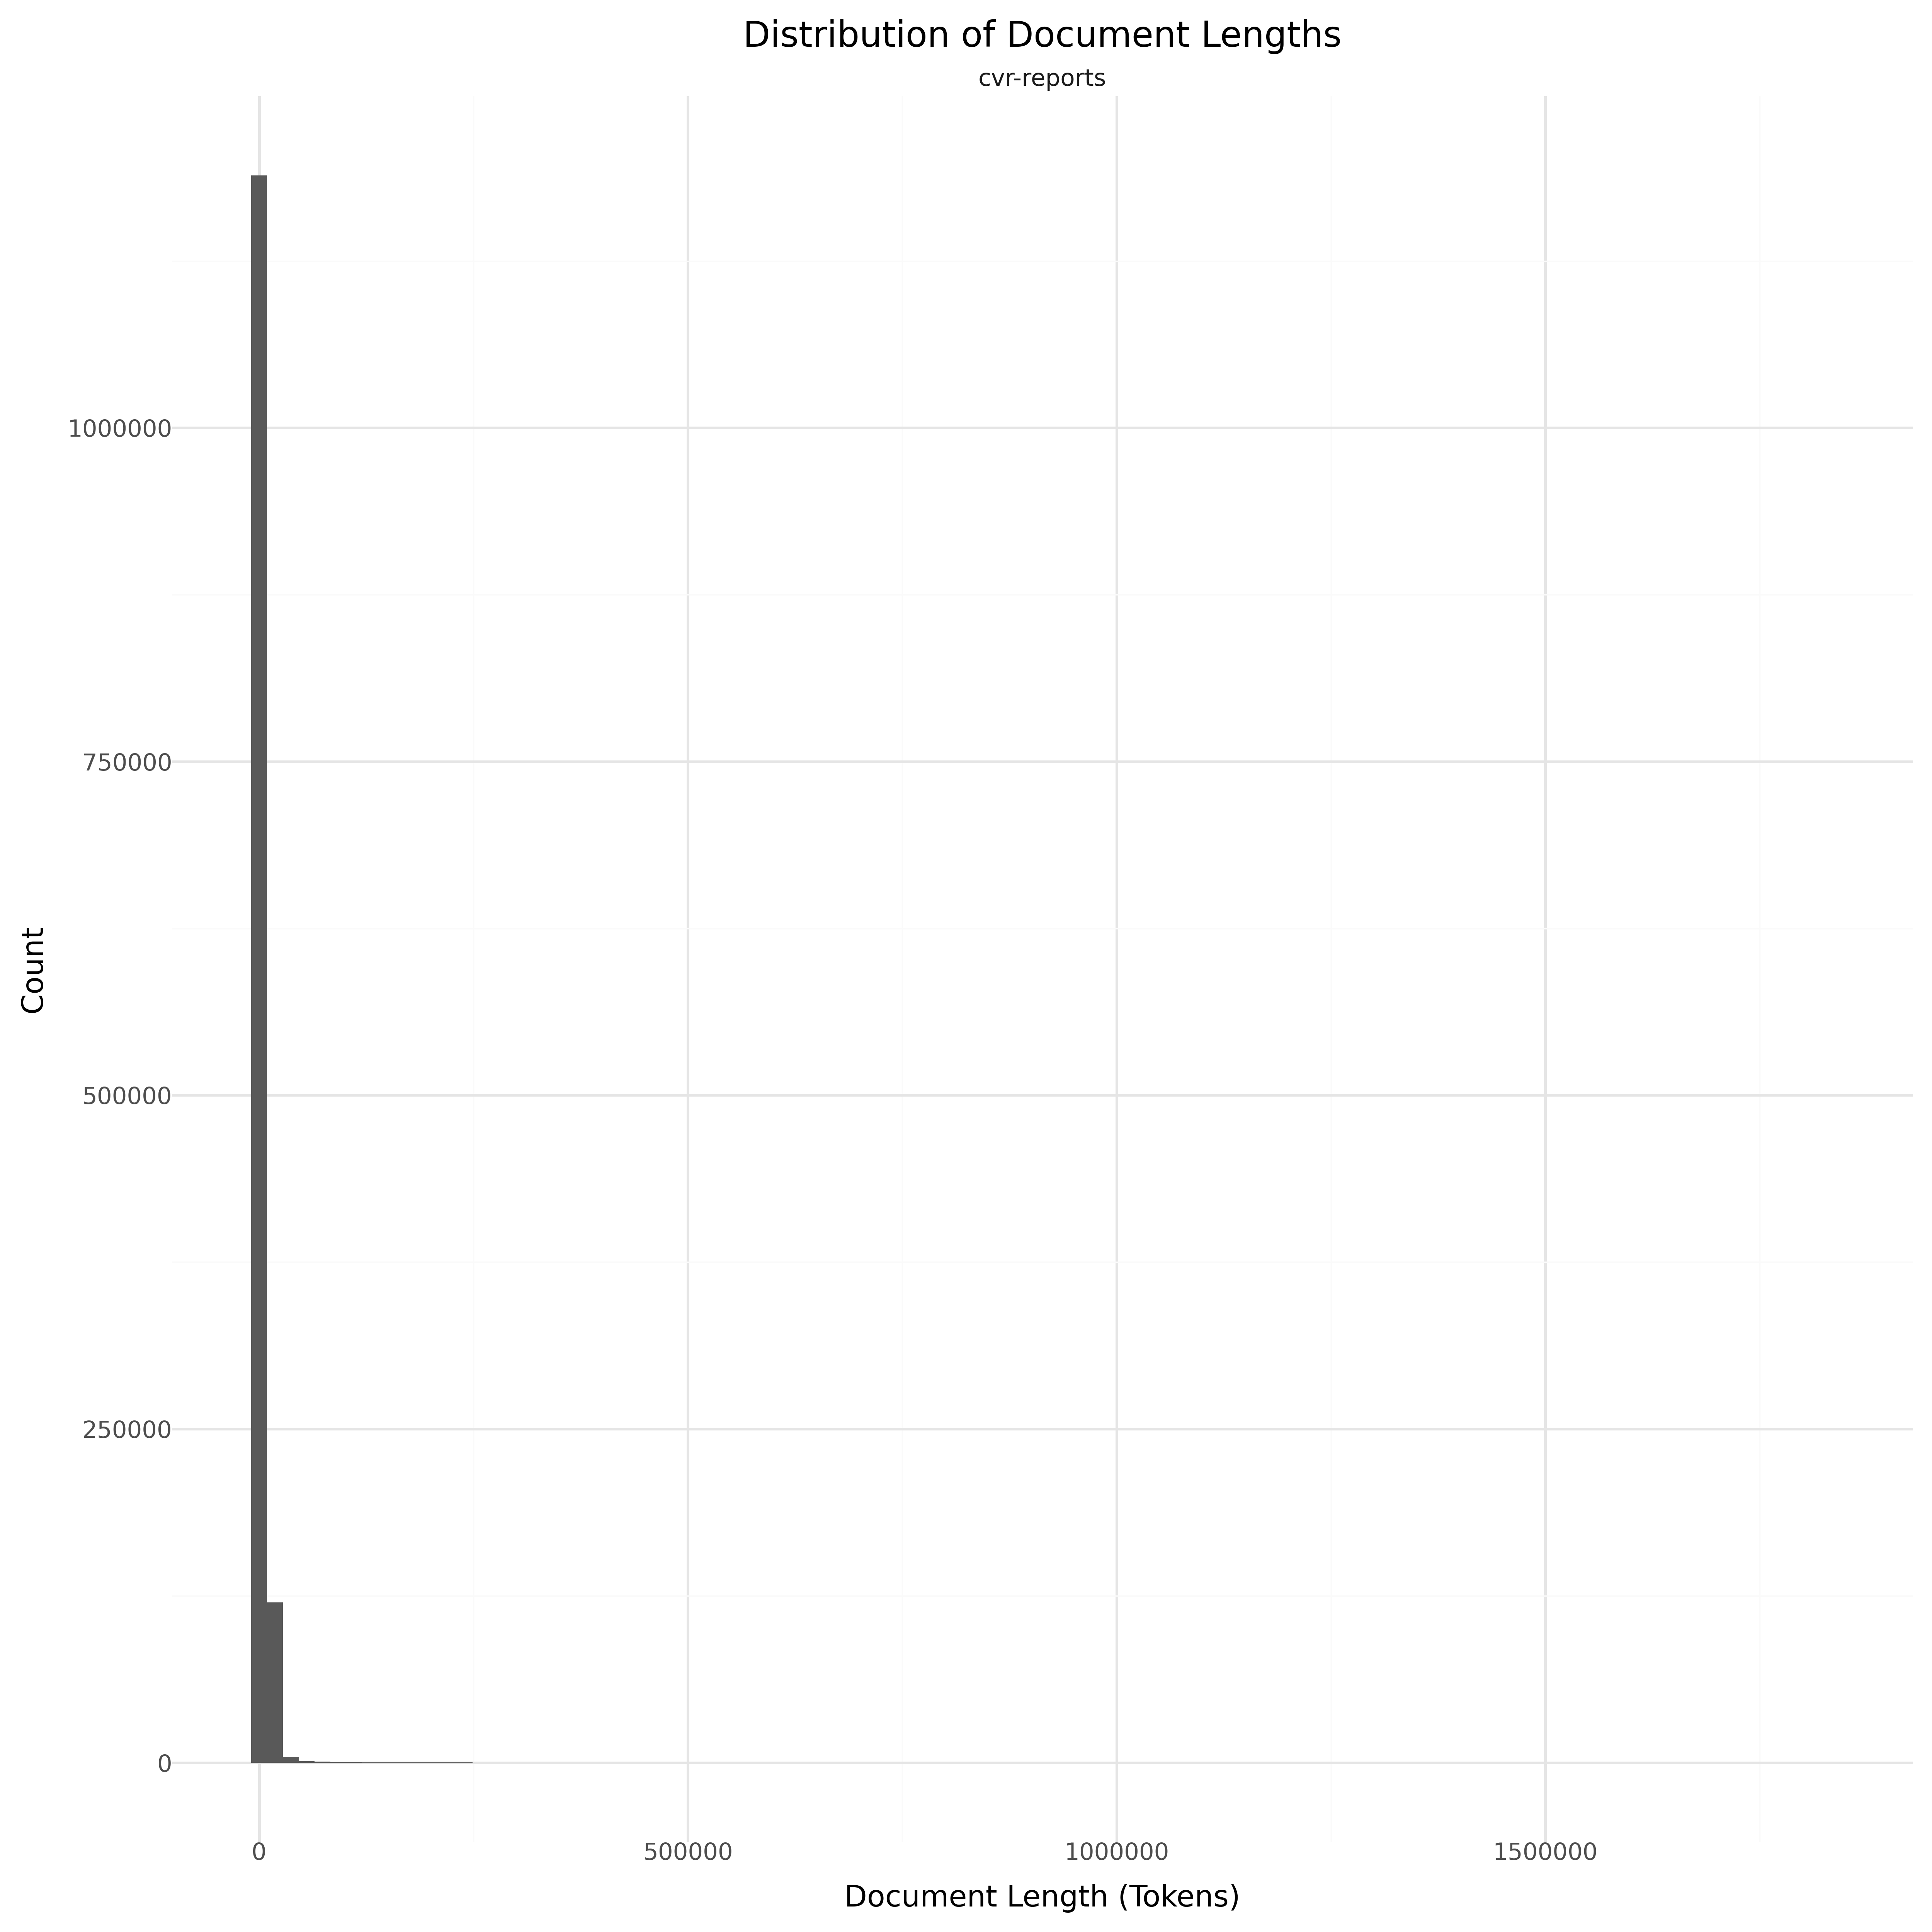 Distribution of Document Lengths
cvr-reports
Count
1000000
750000
500000
250000
0
0 500000 1000000 1500000
Document Length (Tokens)